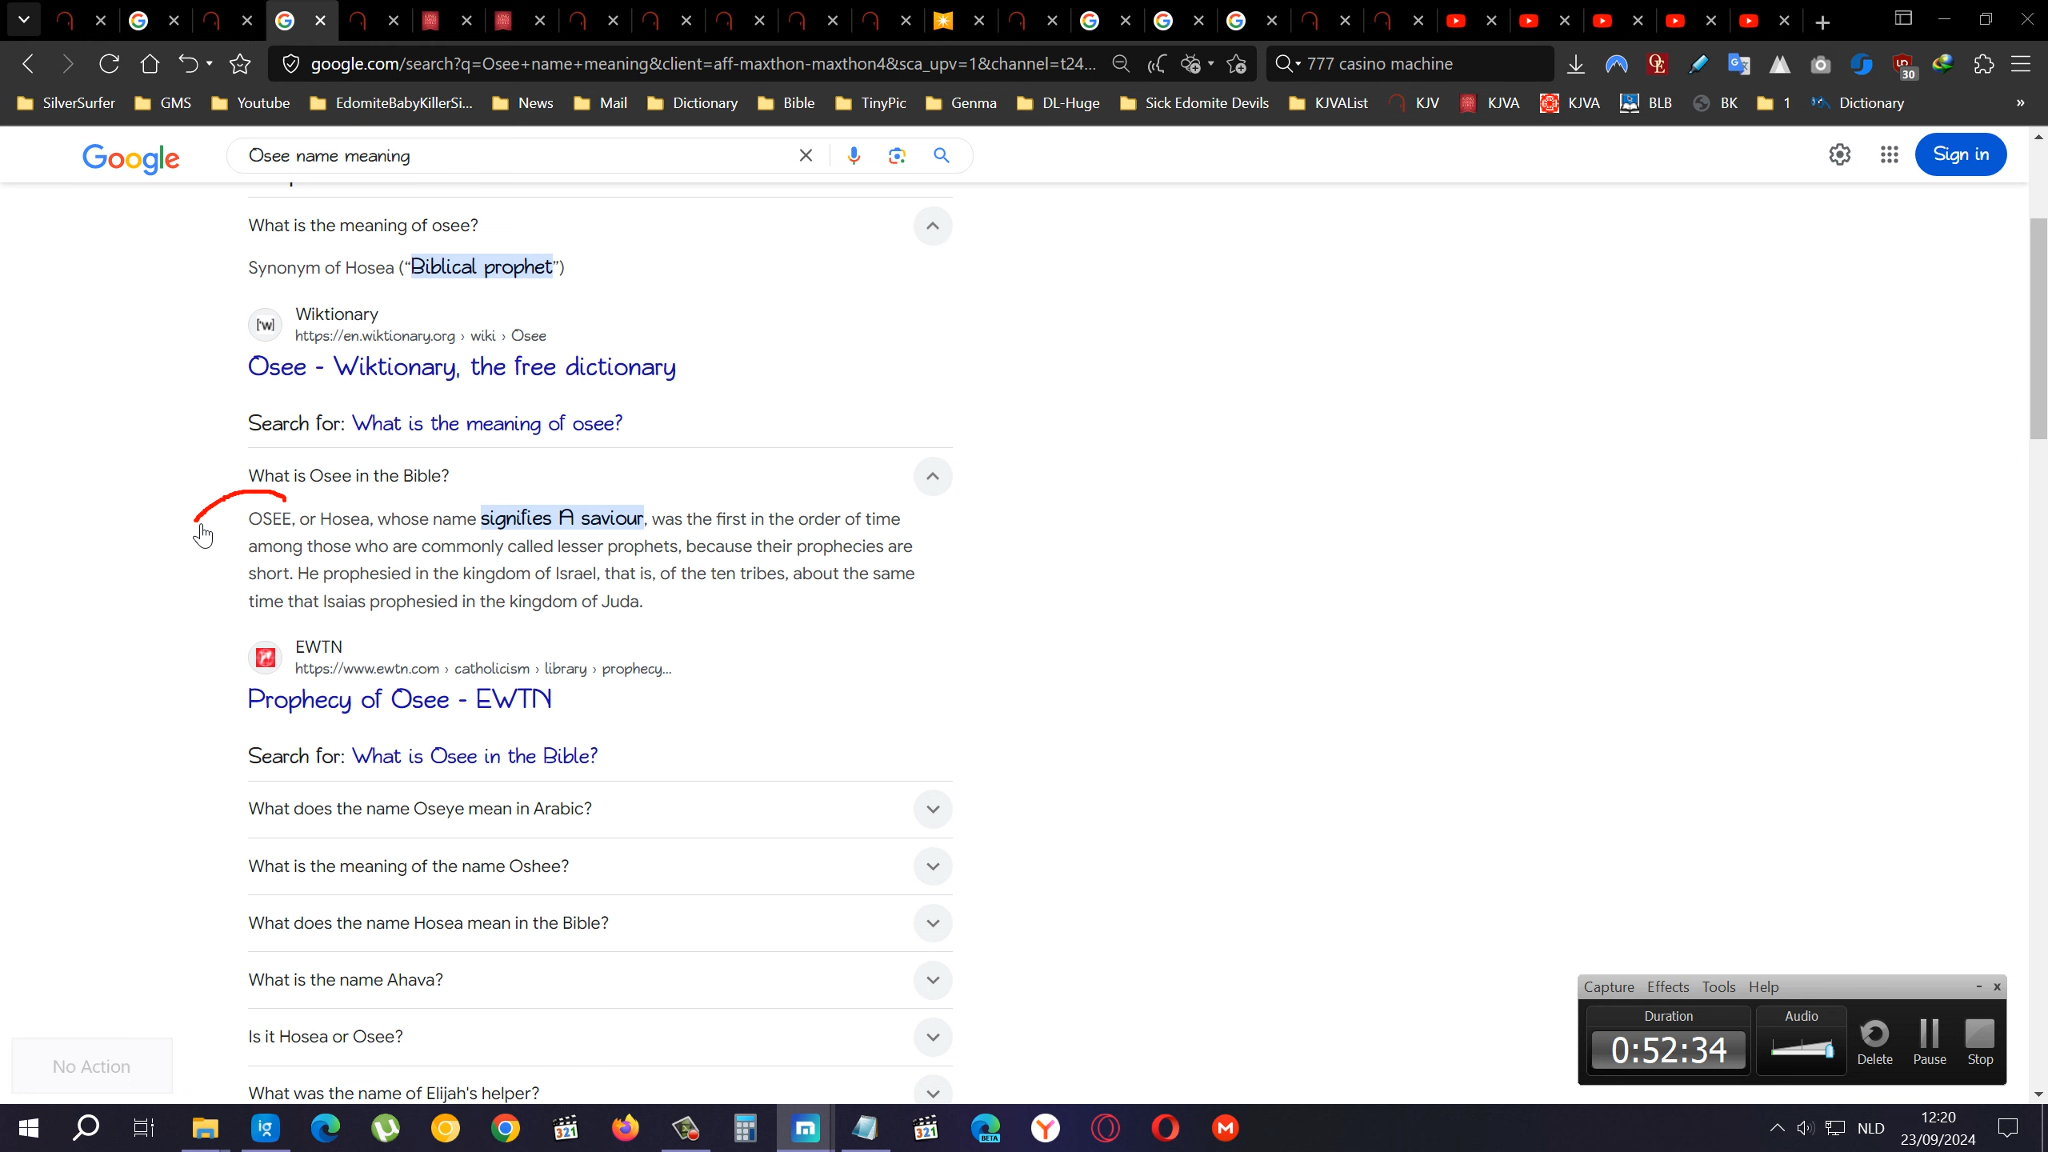 google.com/search?q=Osee+name+meaning&client=aff-maxthon-maxthon4&sca_upv=1&channel=t24...
777 casino machine
30
SilverSurfer
GMS
Youtube
EdomiteBabyKillerSi...
News
Mail
Dictionary
Bible
TinyPic
Genma
DL-Huge
Sick Edomite Devils
KJVAList
KJV
KJVA
KJVA
BLB
BK
1
Dictionary
»
Google
Osee name meaning
Sign in
What is the meaning of osee?
Synonym of Hosea (“Biblical prophet”)
Wiktionary
https://en.wiktionary.org › wiki › Osee
Osee - Wiktionary, the free dictionary
Search for: What is the meaning of osee?
What is Osee in the Bible?
OSEE, or Hosea, whose name signifies A saviour, was the first in the order of time
among those who are commonly called lesser prophets, because their prophecies are
short. He prophesied in the kingdom of Israel, that is, of the ten tribes, about the same
time that Isaias prophesied in the kingdom of Juda.
EWTN
https://www.ewtn.com › catholicism › library › prophecy...
Prophecy of Osee - EWTN
Search for: What is Osee in the Bible?
What does the name Oseye mean in Arabic?
What is the meaning of the name Oshee?
What does the name Hosea mean in the Bible?
What is the name Ahava?
Is it Hosea or Osee?
What was the name of Elijah's helper?
No Action
Capture Effects Tools Help
Duration
Audio
0:52:34
Delete
Pause
Stop
NLD
12:20
23/09/2024